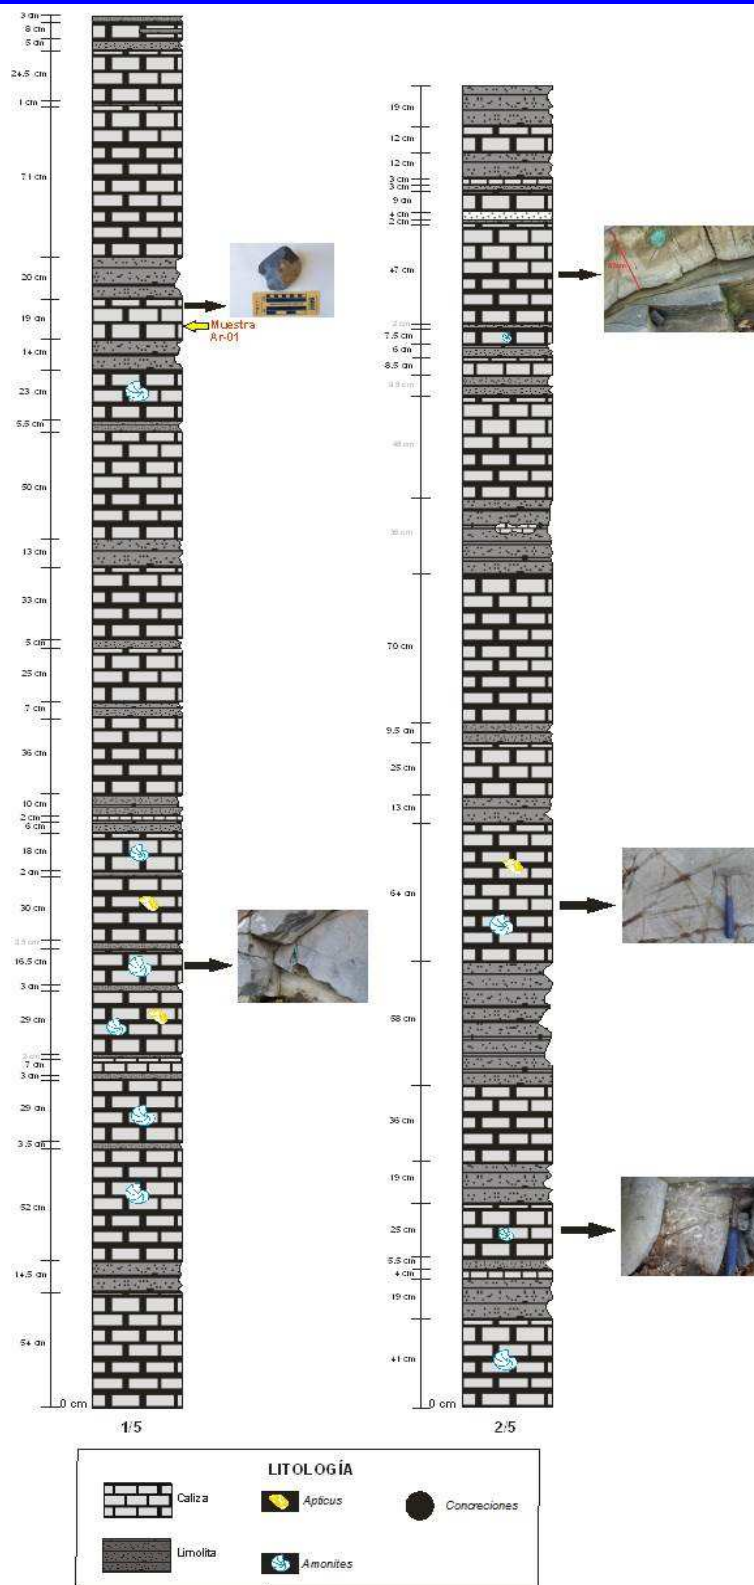 3 cm
8 cm
5 cm
24.5 cm
1 cm
71 cm
20 cm
19 cm
14 cm
23 cm
5.5 cm
50 cm
13 cm
33 cm
5 cm
25 cm
7 cm
36 cm
10 cm
2 cm
6 cm
18 cm
2 cm
30 cm
16.5 cm
3 cm
29 cm
7 cm
3 cm
29 cm
3.5 cm
52 cm
14.5 cm
54 cm
0 cm
1/5
Muestra
Ar-01
19 cm
12 cm
12 cm
3 cm
3 cm
9 cm
4 cm
2 cm
47 cm
2 cm
7.5 cm
6 cm
8.5 cm
70 cm
9.5 cm
25 cm
13 cm
64 cm
58 cm
36 cm
19 cm
25 cm
5.5 cm
4 cm
19 cm
41 cm
0 cm
2/5
LITOLOGÍA
Caliza
Apticus
Concreciones
Limolita
Amonites